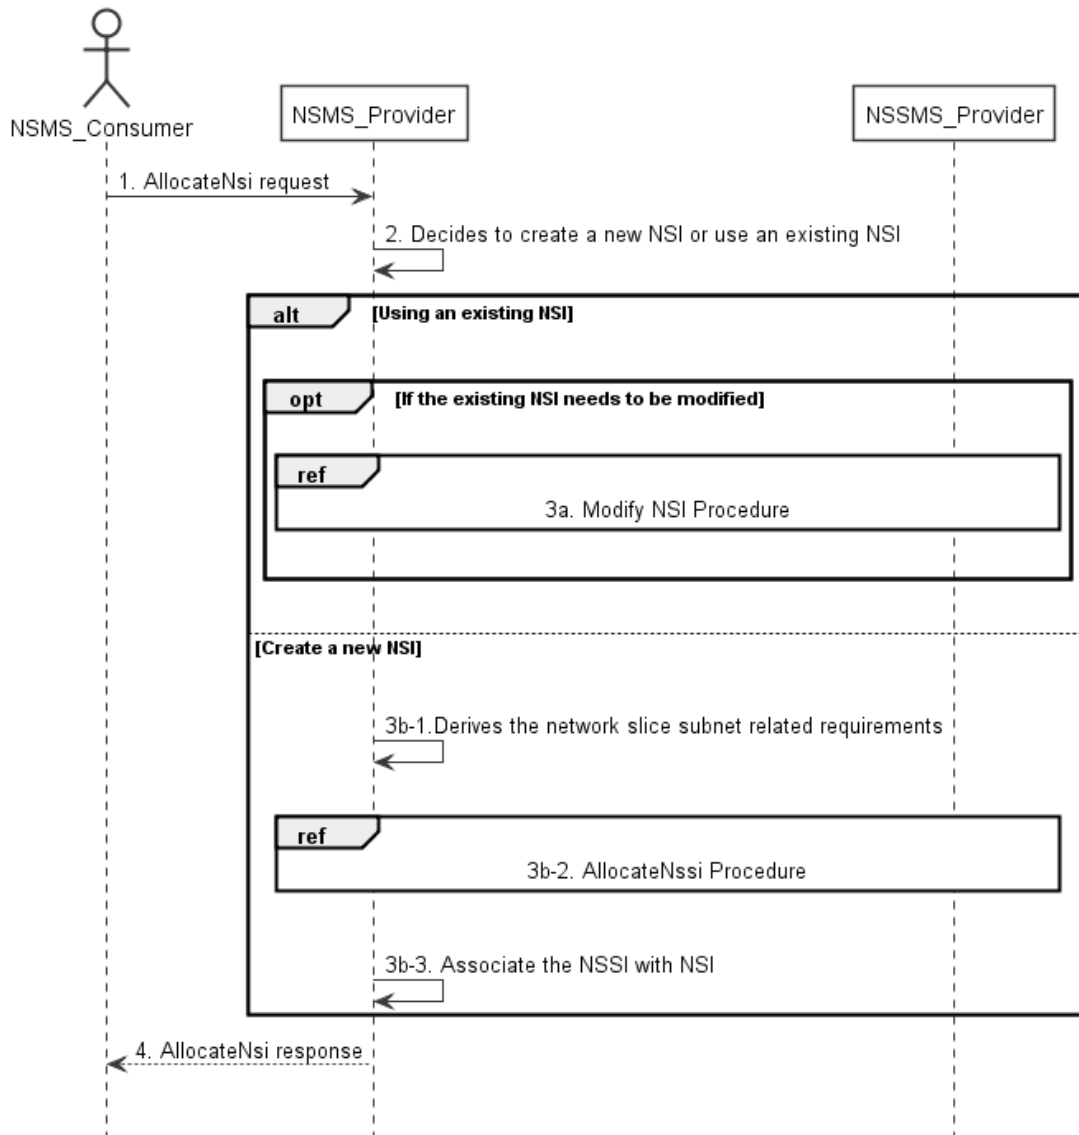 NSMS_Consumer
NSMS_Provider
NSSMS_Provider
1. AllocateNsi request
2. Decides to create a new NSI or use an existing NSI
alt
[Using an existing NSI]
opt
[If the existing NSI needs to be modified]
ref
3a. Modify NSI Procedure
[Create a new NSI]
3b-1.Derives the network slice subnet related requirements
ref
3b-2. AllocateNssi Procedure
3b-3. Associate the NSSI with NSI
4. AllocateNsi response